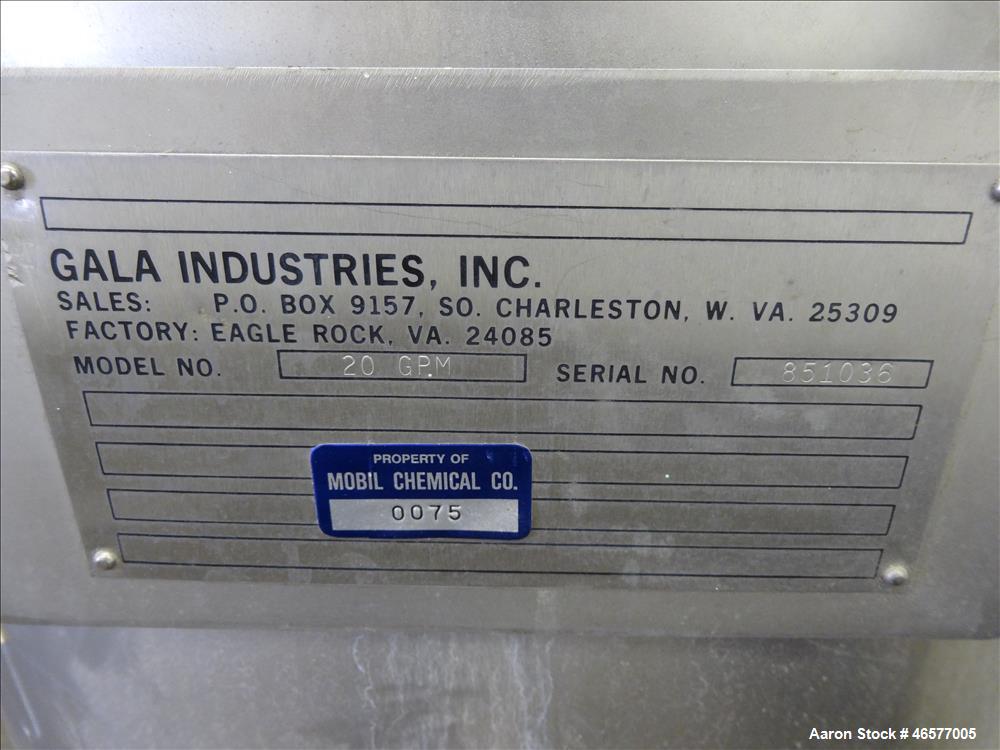 GALA INDUSTRIES, INC.
SALES: P.O. BOX 9157, SO. CHARLESTON, W. VA. 25309
FACTORY: EAGLE ROCK, VA. 24085
MODEL NO. 20 GPM SERIAL NO. 851036
PROPERTY OF
MOBIL CHEMICAL CO.
0075
Aaron Stock # 46577005